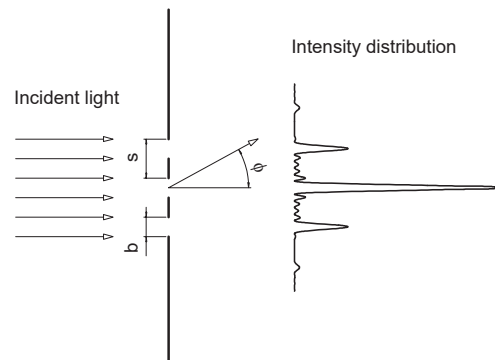 Intensity distribution
Incident light
s
ϕ
b